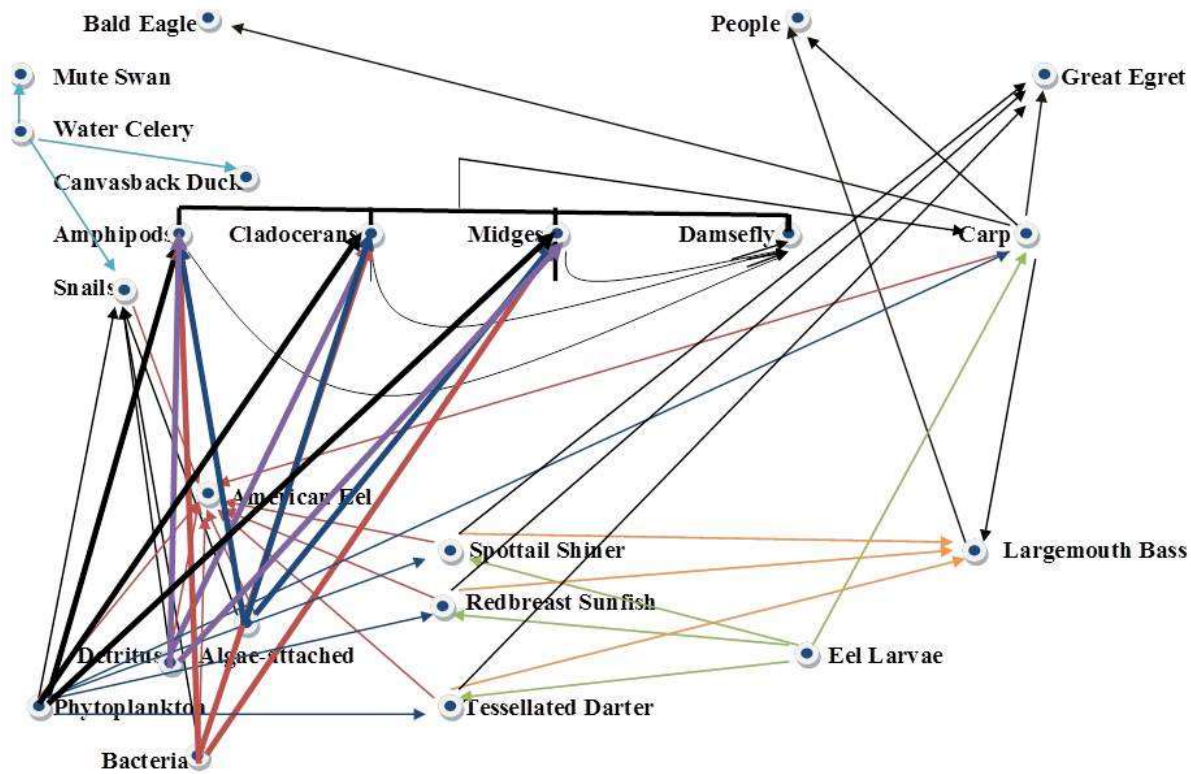 Bald Eagle
People
Mute Swan
Great Egret
Water Celery
Canvasback Duck
Amphipods
Cladocerans
Midges
Damsefly
Carp
Snails
American Eel
Spottail Shiner
Largemouth Bass
Redbreast Sunfish
Detritus
Algae-attached
Eel Larvae
Phytoplankton
Tessellated Darter
Bacteria